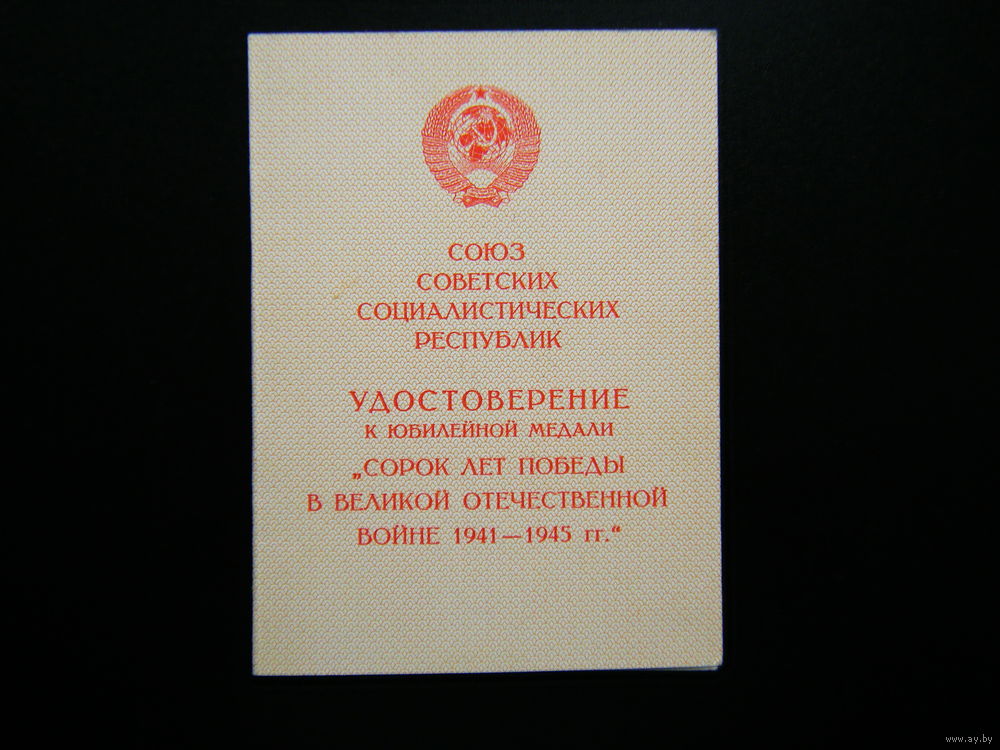 СОЮЗ
СОВЕТСКИХ
СОЦИАЛИСТИЧЕСКИХ
РЕСПУБЛИК
УДОСТОВЕРЕНИЕ
К ЮБИЛЕЙНОЙ МЕДАЛИ
„СОРОК ЛЕТ ПОБЕДЫ
В ВЕЛИКОЙ ОТЕЧЕСТВЕННОЙ
ВОЙНЕ 1941—1945 гг.“
www.ay.by